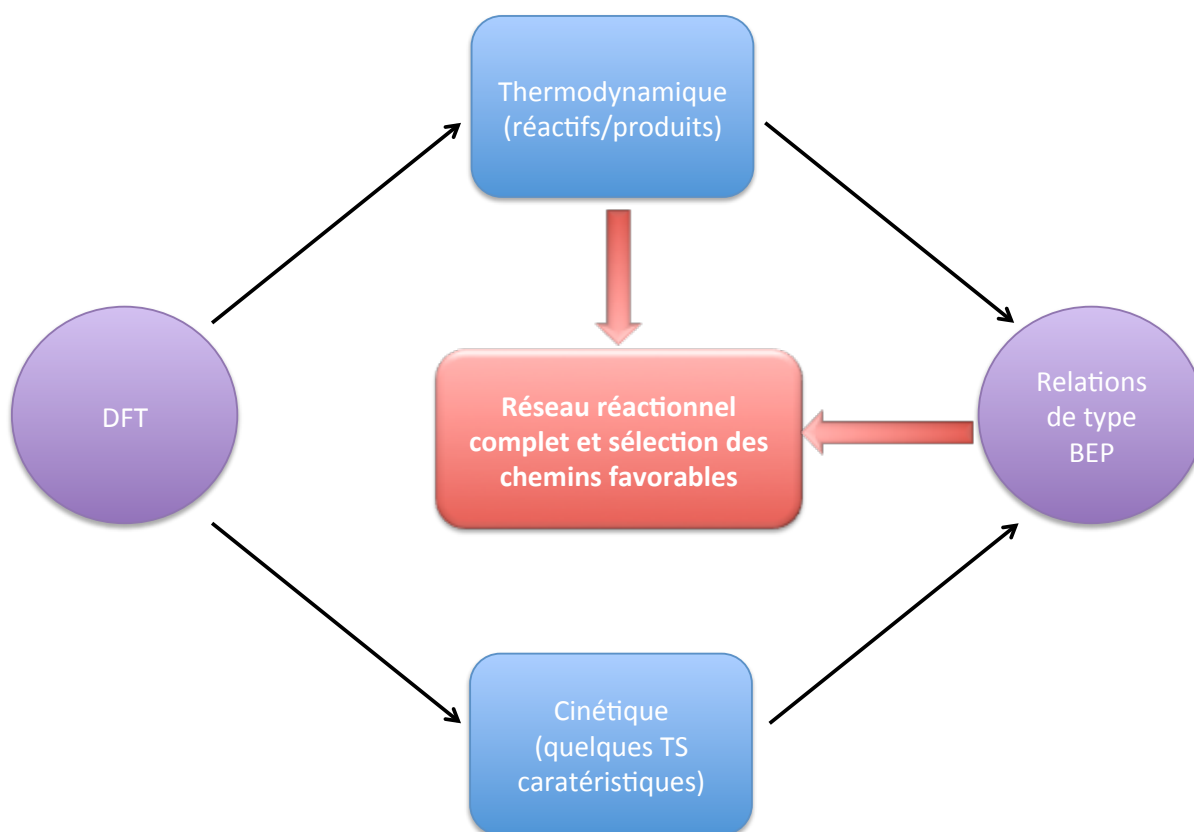 Thermodynamique
(réactifs/produits)
DFT
Réseau réactionnel
complet et sélection des
chemins favorables
Relations
de type
BEP
Cinétique
(quelques TS
caratéristiques)